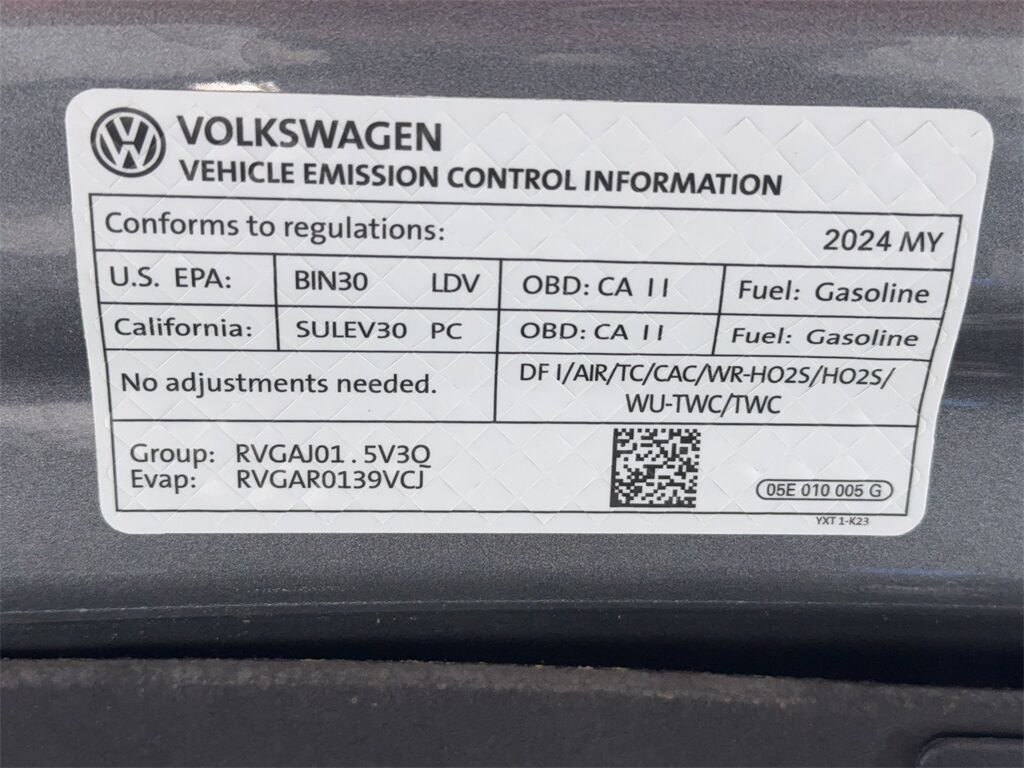 VOLKSWAGEN
VEHICLE EMISSION CONTROL INFORMATION
Conforms to regulations: 2024 MY
U.S. EPA: BIN30 LDV OBD: CA II Fuel: Gasoline
California: SULEV30 PC OBD: CA II Fuel: Gasoline
No adjustments needed.
DF I/AIR/TC/CAC/WR-HO2S/HO2S/
WU-TWC/TWC
Group: RVGAJ01.5V3Q
Evap: RVGAR0139VCJ
05E 010 005 G
YXT 1-K23